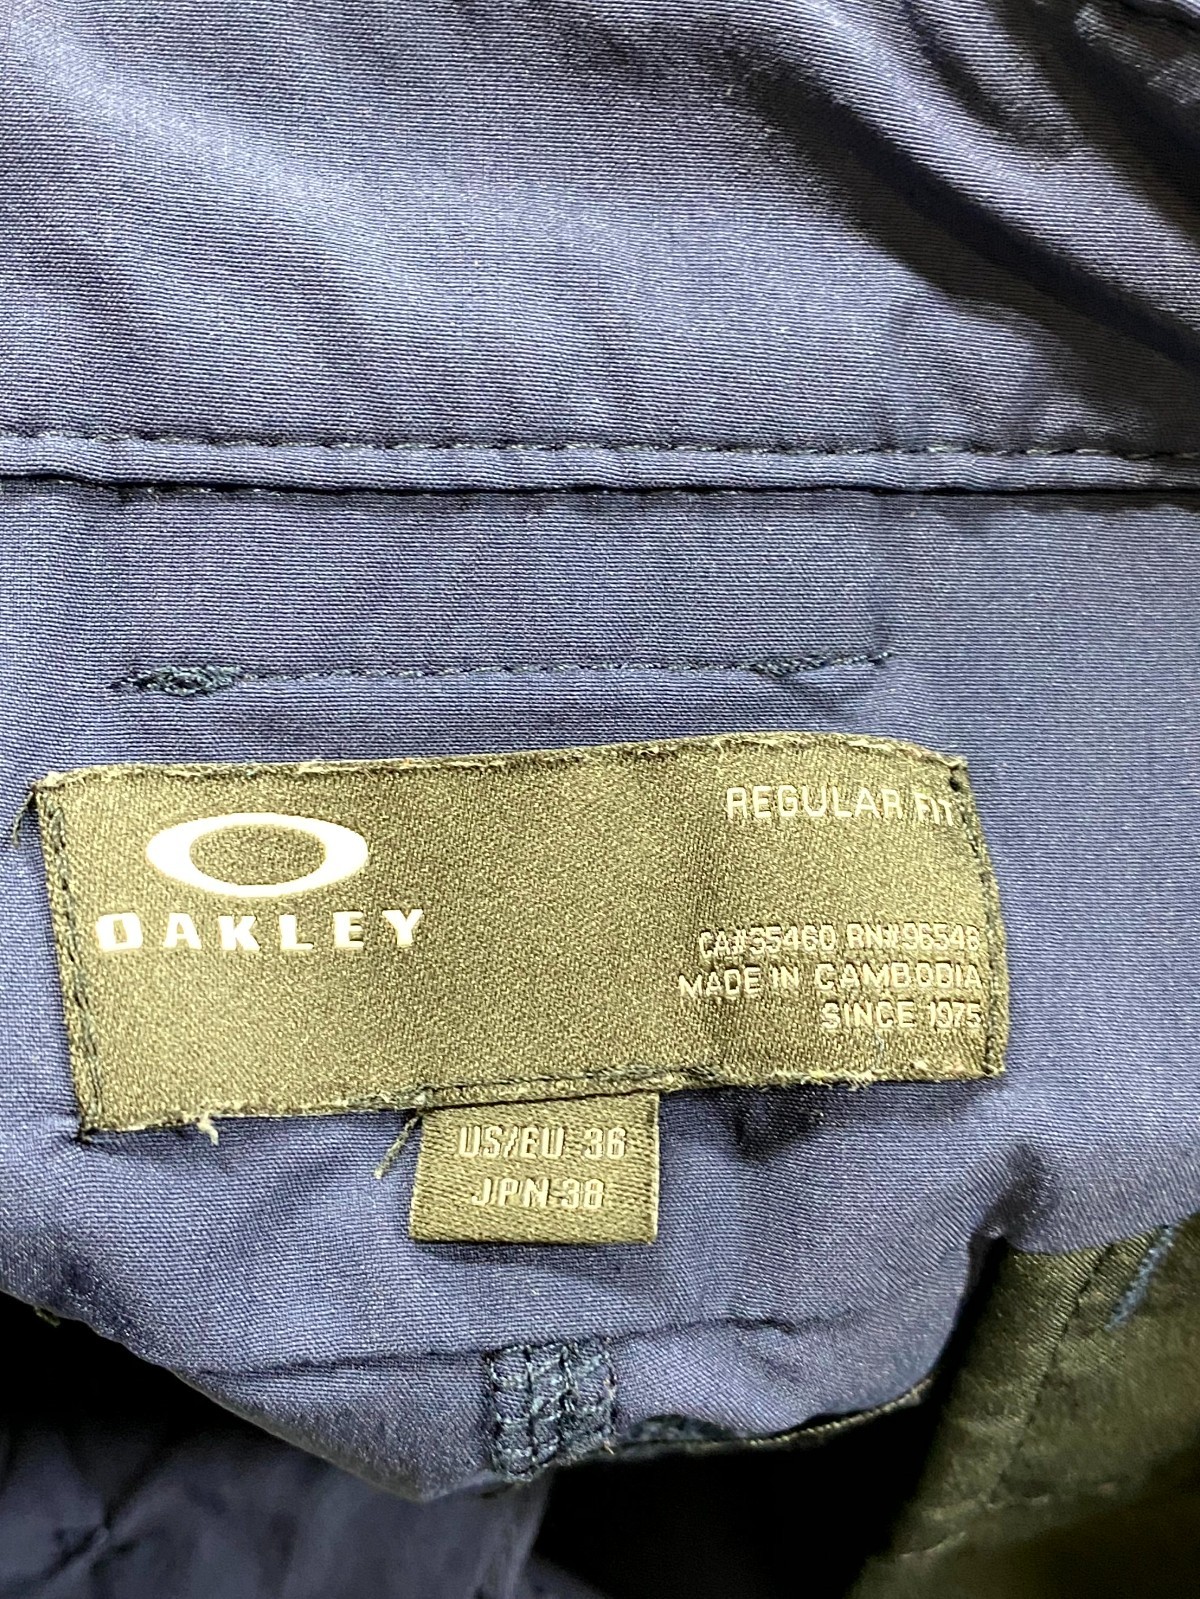 OAKLEY
REGULAR FIT
CA#35460 RN#96548
MADE IN CAMBODIA
SINCE 1975
US/EU 36
JPN 38